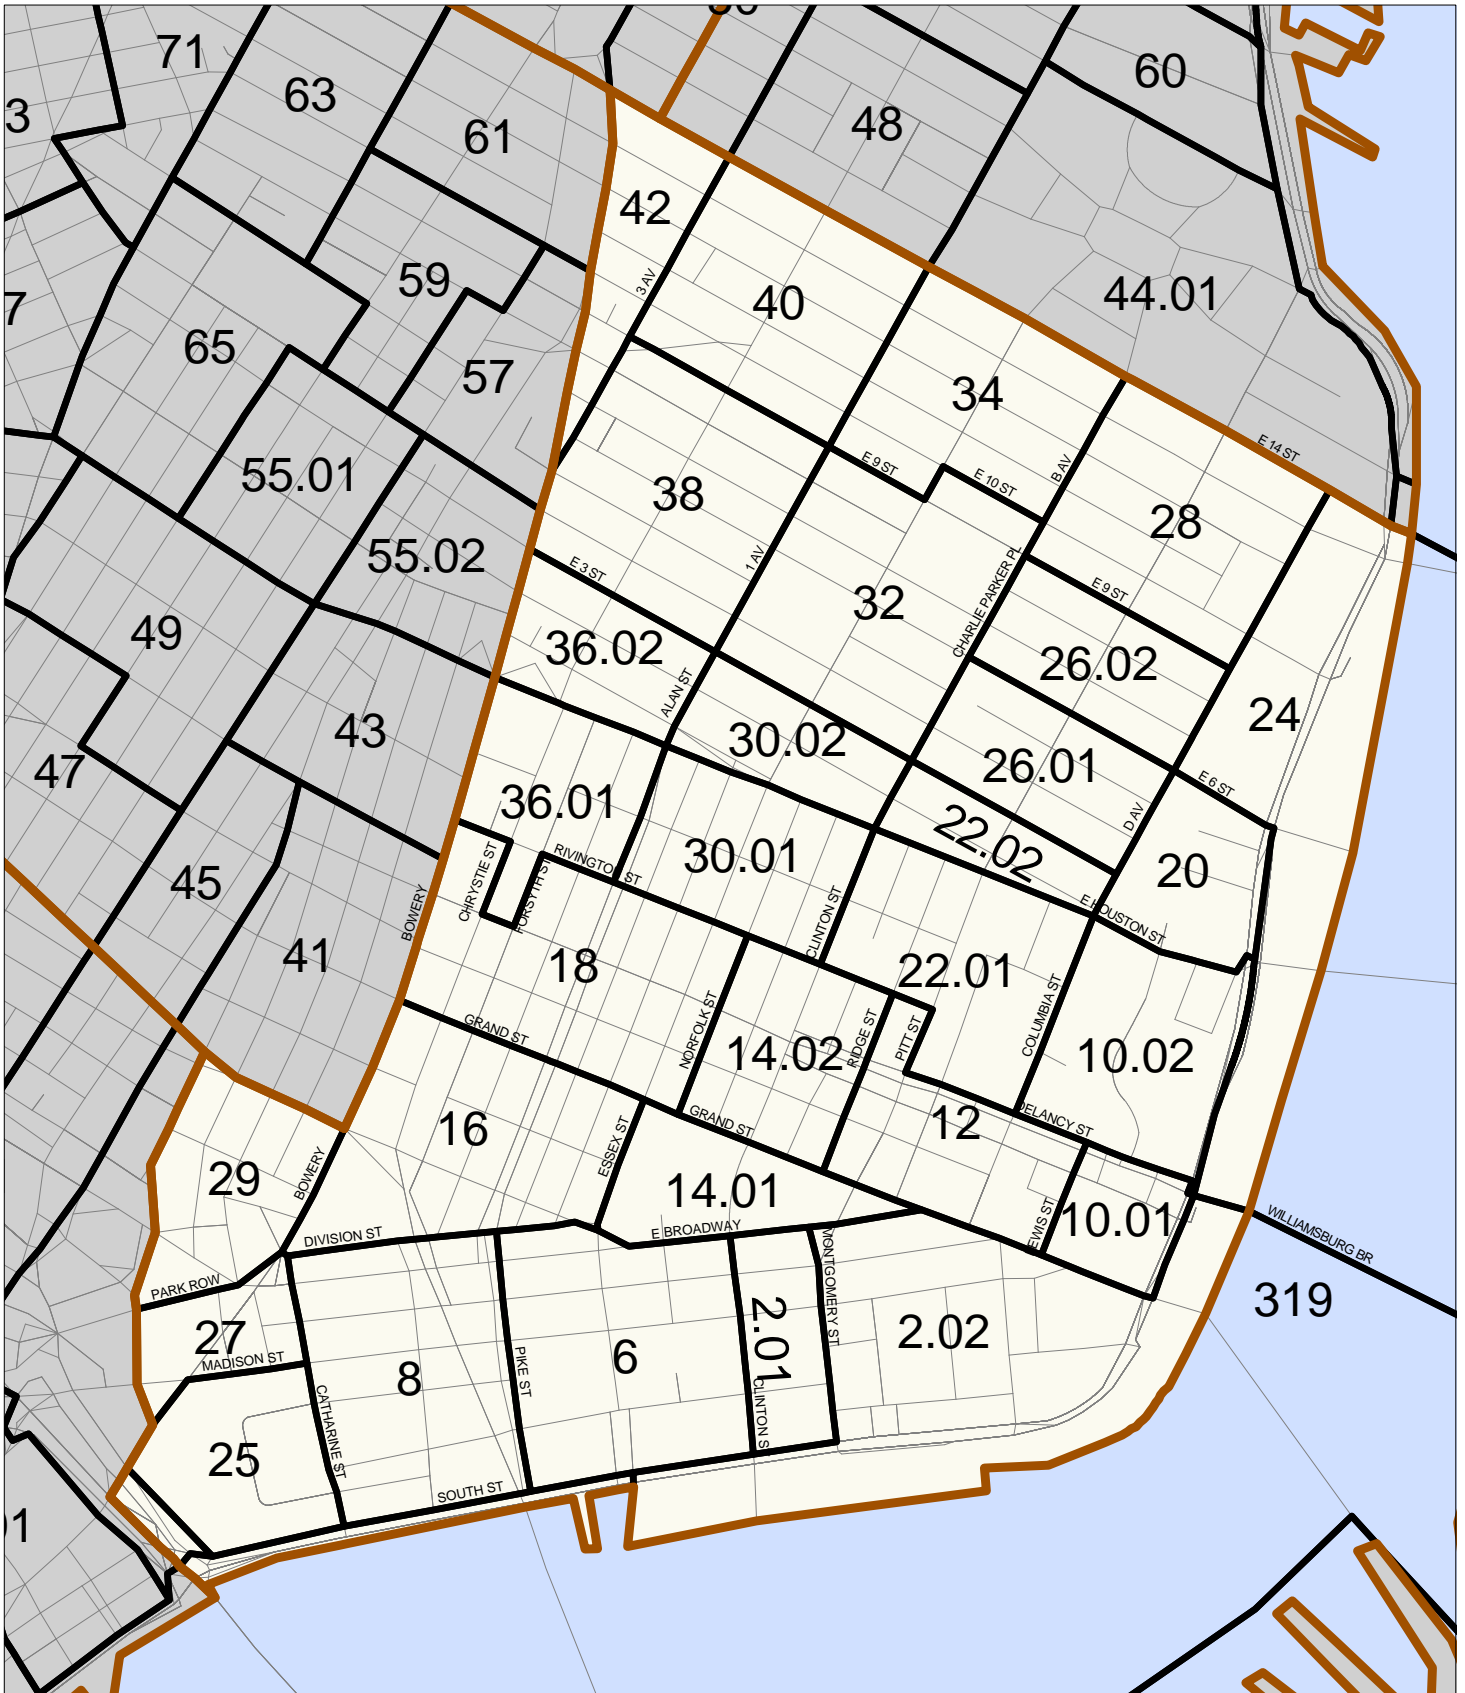 71
63
61
60
48
3
42
59
40
44.01
3 AV
7
65
57
34
E 14 ST
55.01
38
E 9 ST
E 10 ST
B AV
28
55.02
E 3 ST
1 AV
32
CHARLIE PARKER PL
E 9 ST
49
36.02
26.02
ALAN ST
24
43
30.02
26.01
47
36.01
E 6 ST
D AV
22.02
30.01
20
45
CHRYSTIE ST
FORSYTH ST
RIVINGTON ST
BOWERY
CLINTON ST
E HOUSTON ST
41
18
22.01
NORFOLK ST
GRAND ST
14.02
RIDGE ST
PITT ST
COLUMBIA ST
10.02
16
ESSEX ST
GRAND ST
12
DELANCY ST
29
BOWERY
14.01
10.01
EWIS ST
WILLIAMSBURG BR
DIVISION ST
E BROADWAY
MONTGOMERY ST
PARK ROW
319
27
2.01
2.02
MADISON ST
8
PIKE ST
6
CATHARINE ST
CLINTON S
25
SOUTH ST